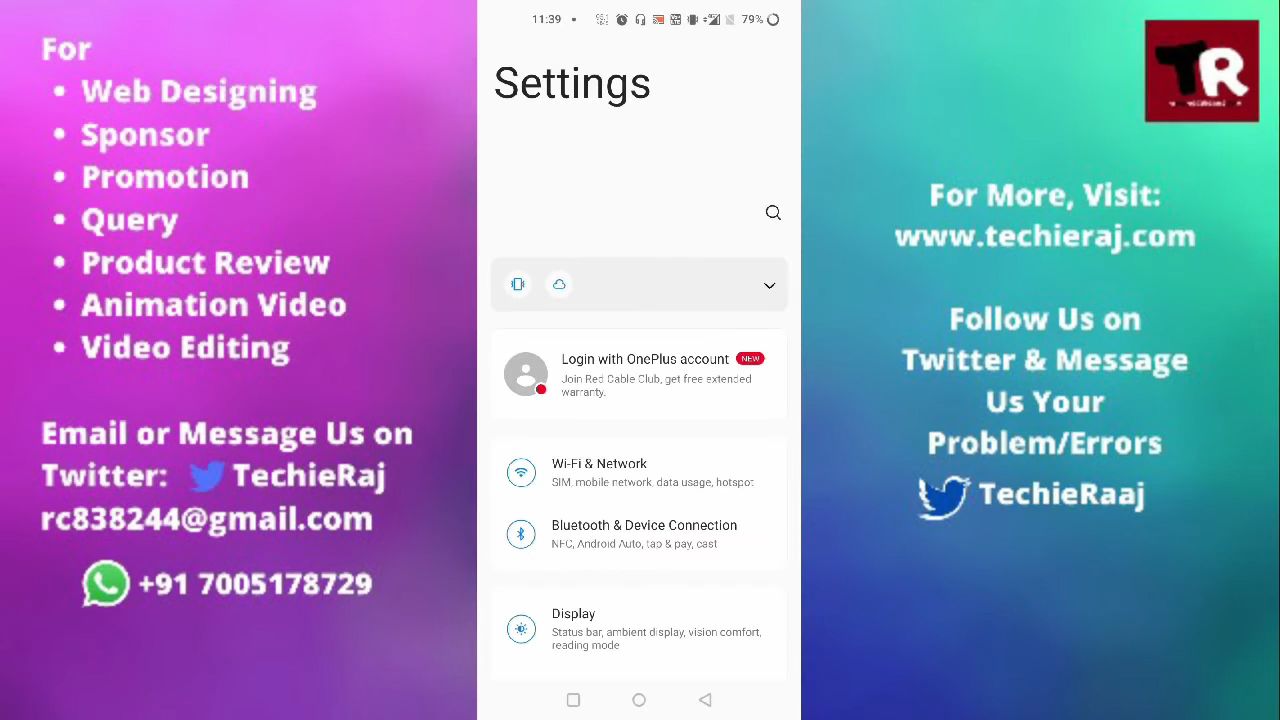 For
• Web Designing
• Sponsor
• Promotion
• Query
• Product Review
• Animation Video
• Video Editing
Email or Message Us on
Twitter: TechieRaj
rc838244@gmail.com
+91 7005178729
11:39 • 79%
Settings
Login with OnePlus account NEW
Join Red Cable Club, get free extended
warranty.
Wi-Fi & Network
SIM, mobile network, data usage, hotspot
Bluetooth & Device Connection
NFC, Android Auto, tap & pay, cast
Display
Status bar, ambient display, vision comfort,
reading mode
TR
For More, Visit:
www.techieraj.com
Follow Us on
Twitter & Message
Us Your
Problem/Errors
TechieRaaj